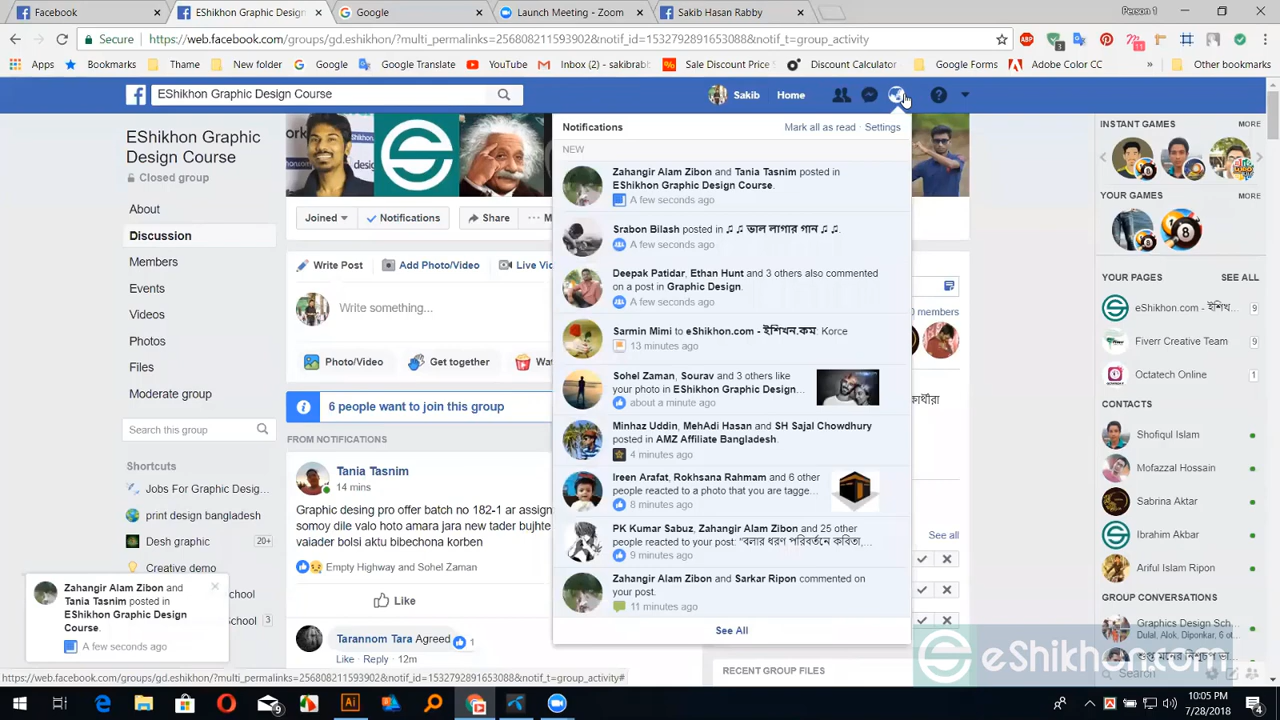 Facebook
EShikhon Graphic Desig
Google
Launch Meeting - Zoom
Sakib Hasan Rabby
Person 1
Secure
https://web.facebook.com/groups/gd.eshikhon/?multi_permalinks=256808211593902&notif_id=1532792891653088&notif_t=group_activity
Apps
Bookmarks
Thame
New folder
Google
Google Translate
YouTube
Inbox (2) - sakibrab
Sale Discount Price S
Discount Calculator
Google Forms
Adobe Color CC
»
Other bookmarks
EShikhon Graphic Design Course
Sakib
Home
EShikhon Graphic
Design Course
Closed group
About
Discussion
Members
Events
Videos
Photos
Files
Moderate group
Search this group
Shortcuts
Jobs For Graphic Desig...
print design bangladesh
Desh graphic
20+
Creative demo
3
Joined
Notifications
Share
Write Post
Add Photo/Video
Live Vi
Write something...
Photo/Video
Get together
Wa
6 people want to join this group
FROM NOTIFICATIONS
Tania Tasnim
14 mins
Graphic desing pro offer batch no 182-1 ar assign
somoy dile valo hoto amara jara new tader bujhte
vaiader bolsi aktu bibechuna korben
Empty Highway and Sohel Zaman
Like
Tarannom Tara Agreed
1
Like · Reply · 12m
Notifications
Mark all as read · Settings
NEW
Zahangir Alam Zibon and Tania Tasnim posted in
EShikhon Graphic Design Course.
A few seconds ago
Srabon Bilash posted in ♫ ♫ ভাল লাগার গান ♫ ♫.
A few seconds ago
Deepak Patidar, Ethan Hunt and 3 others also commented
on a post in Graphic Design.
A few seconds ago
Sarmin Mimi to eShikhon.com - ইশিখন.কম: Korce
13 minutes ago
Sohel Zaman, Sourav and 3 others like
your photo in EShikhon Graphic Design...
about a minute ago
Minhaz Uddin, MehAdi Hasan and SH Sajal Chowdhury
posted in AMZ Affiliate Bangladesh.
4 minutes ago
Ireen Arafat, Rokhsana Rahmam and 6 other
people reacted to a photo that you are tagge...
8 minutes ago
PK Kumar Sabuz, Zahangir Alam Zibon and 25 other
people reacted to your post: "বলার ধরণ পরিবর্তনে কবিতা,...
9 minutes ago
Zahangir Alam Zibon and Sarkar Ripon commented on
your post.
11 minutes ago
See All
members
See all
RECENT GROUP FILES
INSTANT GAMES
MORE
YOUR GAMES
MORE
YOUR PAGES
SEE ALL
eShikhon.com - ইশিখ...
9
Fiverr Creative Team
9
Octatech Online
1
CONTACTS
Shofiqul Islam
Mofazzal Hossain
Sabrina Aktar
Ibrahim Akbar
Ariful Islam Ripon
GROUP CONVERSATIONS
Graphics Design Sch...
Dulal, Alok, Diponkar, 6 ot
Search
eShikhon.com
Zahangir Alam Zibon and
Tania Tasnim posted in
EShikhon Graphic Design
Course.
A few seconds ago
https://web.facebook.com/groups/gd.eshikhon/?multi_permalinks=256808211593902&notif_id=1532792891653088&notif_t=group_activity#
10:05 PM
7/28/2018